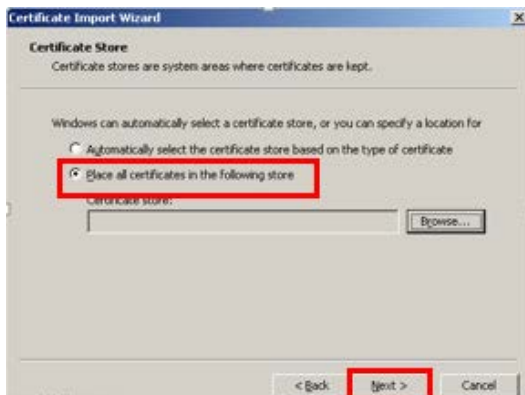 Certificate Import Wizard
Certificate Store
Certificate stores are system areas where certificates are kept.
Windows can automatically select a certificate store, or you can specify a location for
Automatically select the certificate store based on the type of certificate
Place all certificates in the following store
Certificate store:
Browse...
< Back
Next >
Cancel